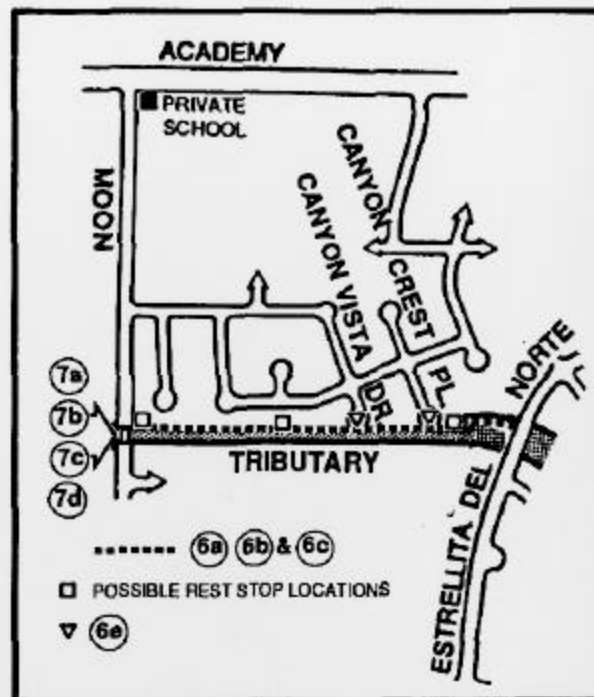 ACADEMY
PRIVATE
SCHOOL
MOON
CANYON CREST PL.
CANYON VISTA DR
NORTE
ESTRELLITA DEL
7a
7b
7c
7d
TRIBUTARY
6a 6b & 6c
POSSIBLE REST STOP LOCATIONS
6e